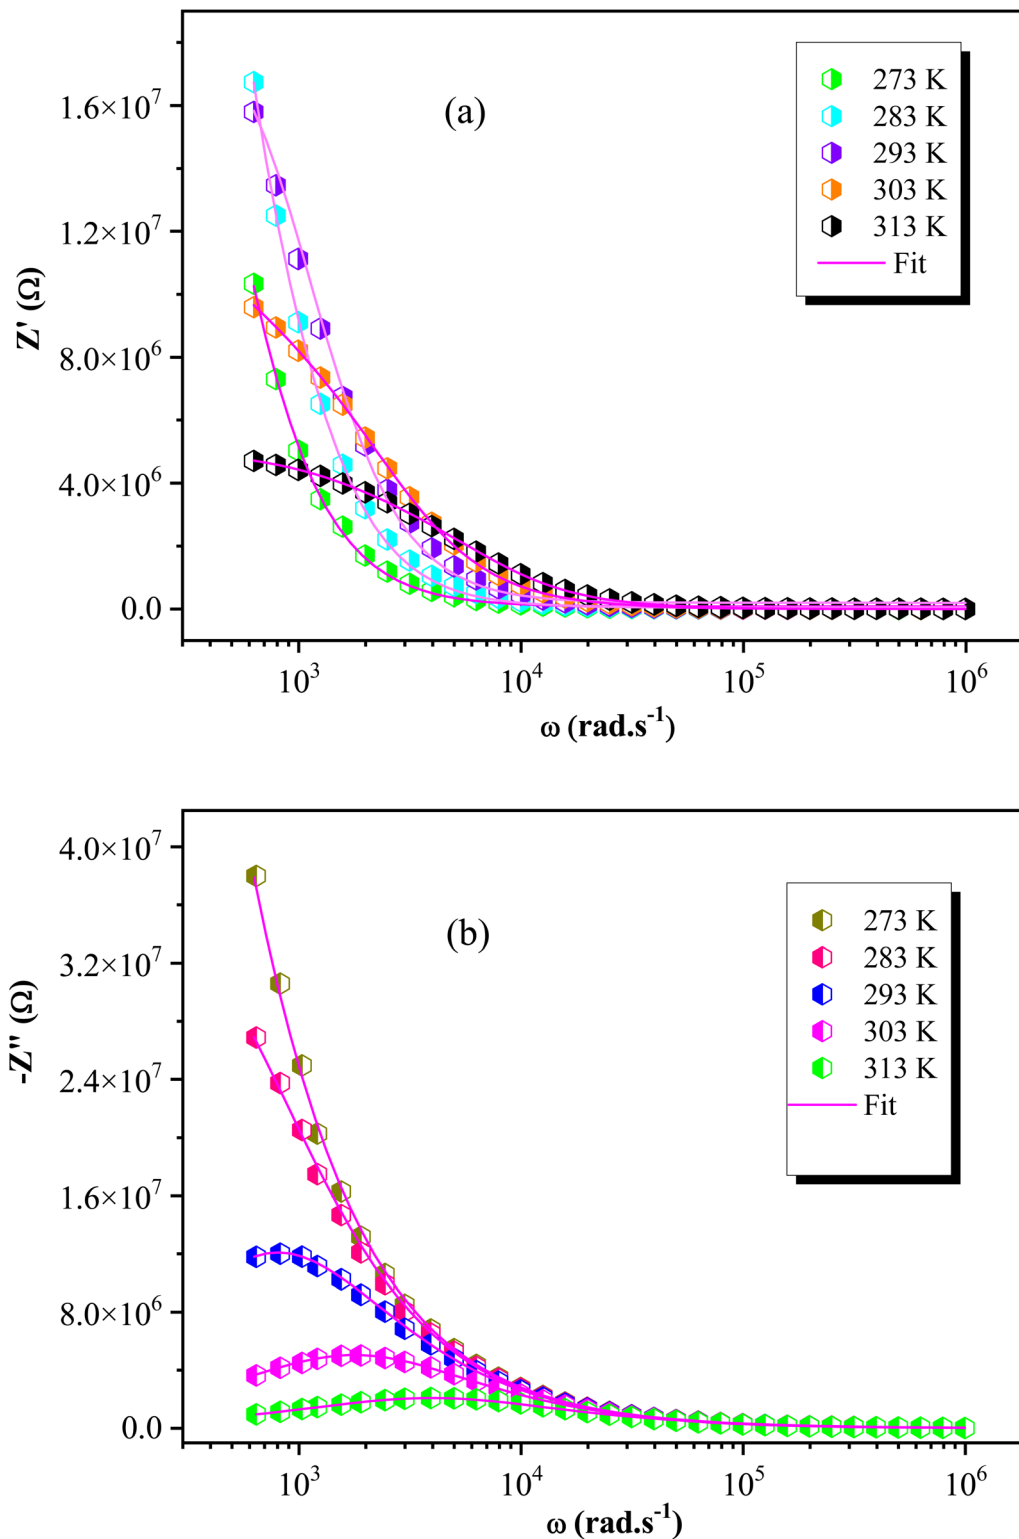 (a)
273 K
283 K
293 K
303 K
313 K
Fit
Z' (Ω)
1.6×10⁷
1.2×10⁷
8.0×10⁶
4.0×10⁶
0.0
10³ 10⁴ 10⁵ 10⁶
ω (rad.s⁻¹)
(b)
273 K
283 K
293 K
303 K
313 K
Fit
-Z'' (Ω)
4.0×10⁷
3.2×10⁷
2.4×10⁷
1.6×10⁷
8.0×10⁶
0.0
10³ 10⁴ 10⁵ 10⁶
ω (rad.s⁻¹)